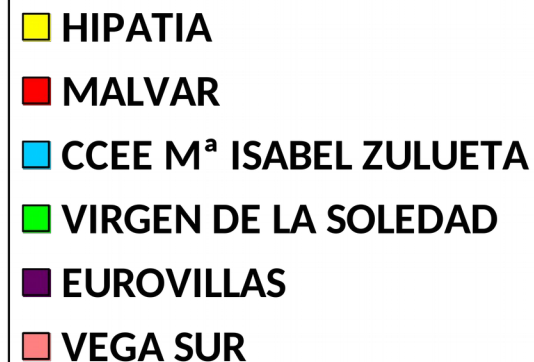 HIPATIA
MALVAR
CCEE Mª ISABEL ZULUETA
VIRGEN DE LA SOLEDAD
EUROVILLAS
VEGA SUR